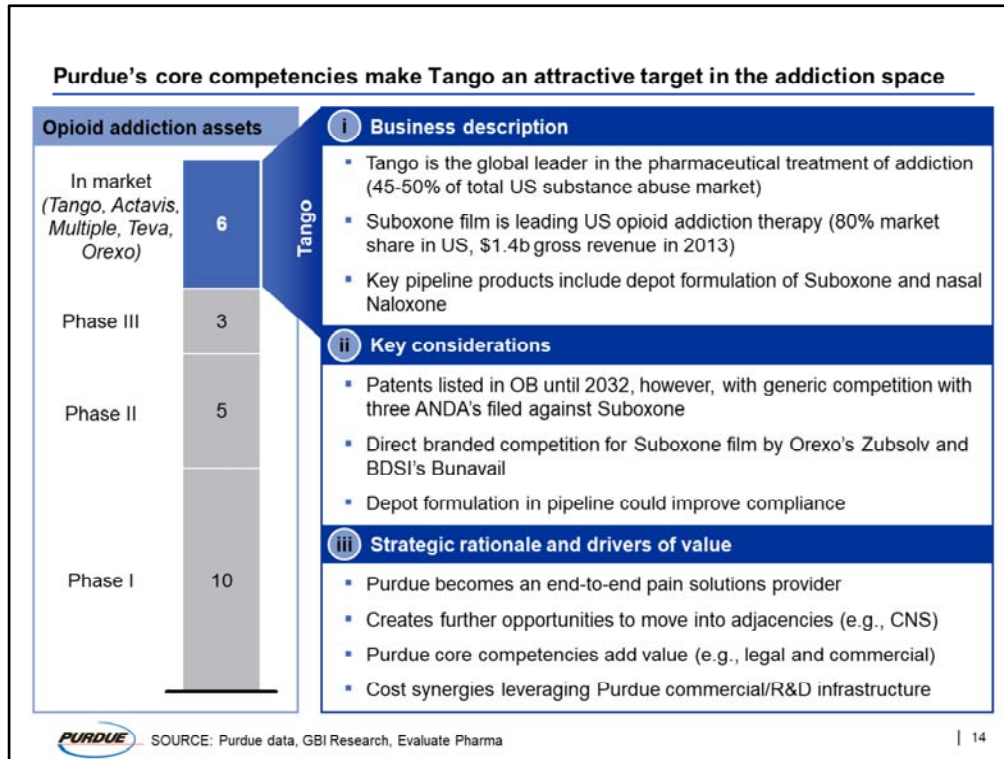 Purdue's core competencies make Tango an attractive target in the addiction space
Opioid addiction assets
In market
(Tango, Actavis,
Multiple, Teva,
Orexo)
6
Phase III
3
Phase II
5
Phase I
10
Tango
i Business description
▪ Tango is the global leader in the pharmaceutical treatment of addiction
(45-50% of total US substance abuse market)
▪ Suboxone film is leading US opioid addiction therapy (80% market
share in US, $1.4b gross revenue in 2013)
▪ Key pipeline products include depot formulation of Suboxone and nasal
Naloxone
ii Key considerations
▪ Patents listed in OB until 2032, however, with generic competition with
three ANDA's filed against Suboxone
▪ Direct branded competition for Suboxone film by Orexo's Zubsolv and
BDSI's Bunavail
▪ Depot formulation in pipeline could improve compliance
iii Strategic rationale and drivers of value
▪ Purdue becomes an end-to-end pain solutions provider
▪ Creates further opportunities to move into adjacencies (e.g., CNS)
▪ Purdue core competencies add value (e.g., legal and commercial)
▪ Cost synergies leveraging Purdue commercial/R&D infrastructure
PURDUE SOURCE: Purdue data, GBI Research, Evaluate Pharma
| 14